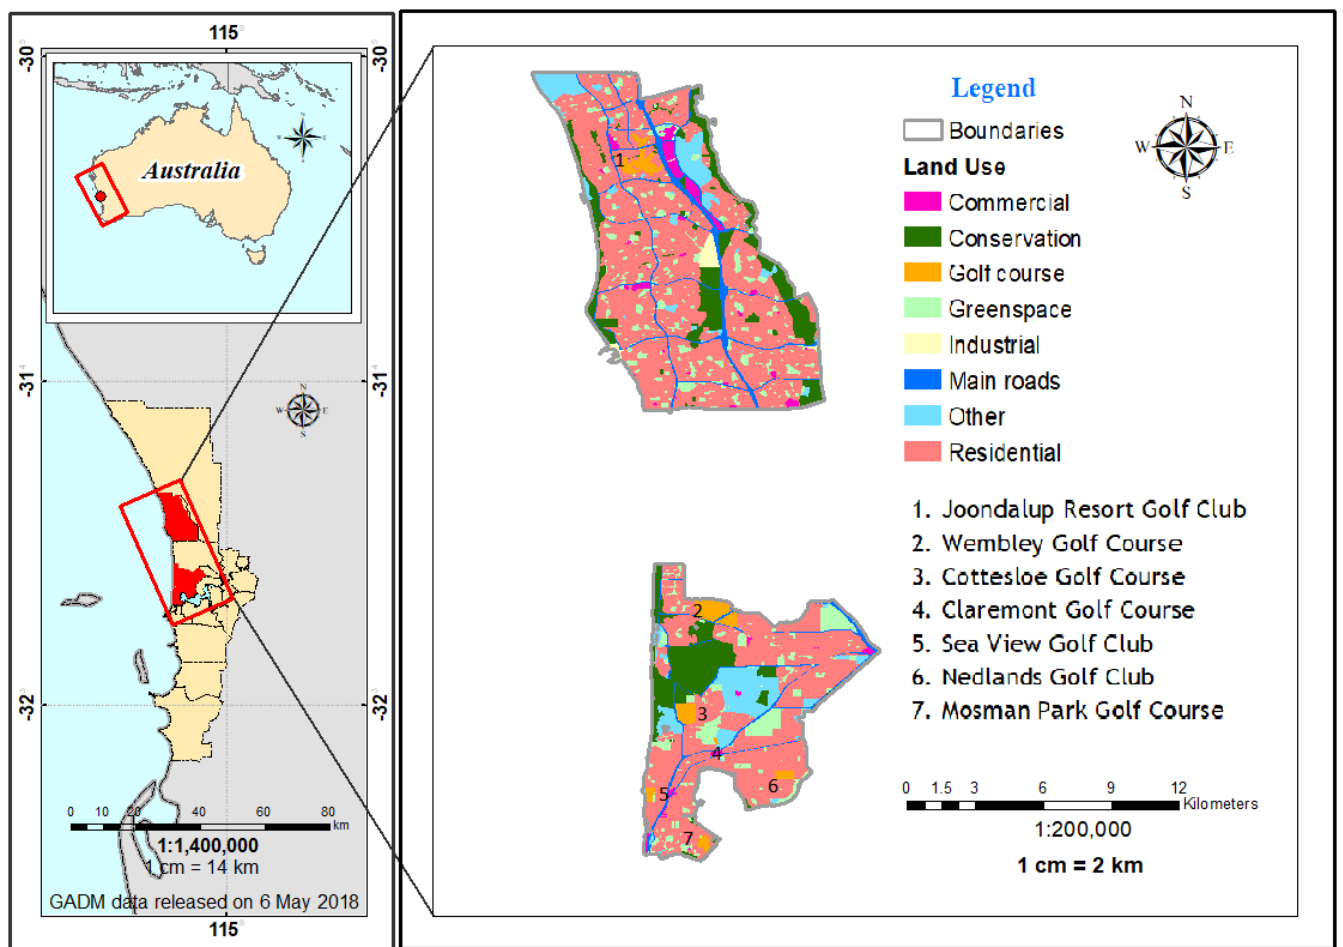 115°
-30
-30
Australia
N
W
E
S
-31
-31
N
W
E
S
-32
-32
0 10 20 40 60 80
km
1:1,400,000
1 cm = 14 km
GADM data released on 6 May 2018
115°
1
2
3
4
5
6
7
Legend
Boundaries
Land Use
Commercial
Conservation
Golf course
Greenspace
Industrial
Main roads
Other
Residential
N
W
E
S
1. Joondalup Resort Golf Club
2. Wembley Golf Course
3. Cottesloe Golf Course
4. Claremont Golf Course
5. Sea View Golf Club
6. Nedlands Golf Club
7. Mosman Park Golf Course
0 1.5 3 6 9 12
Kilometers
1:200,000
1 cm = 2 km